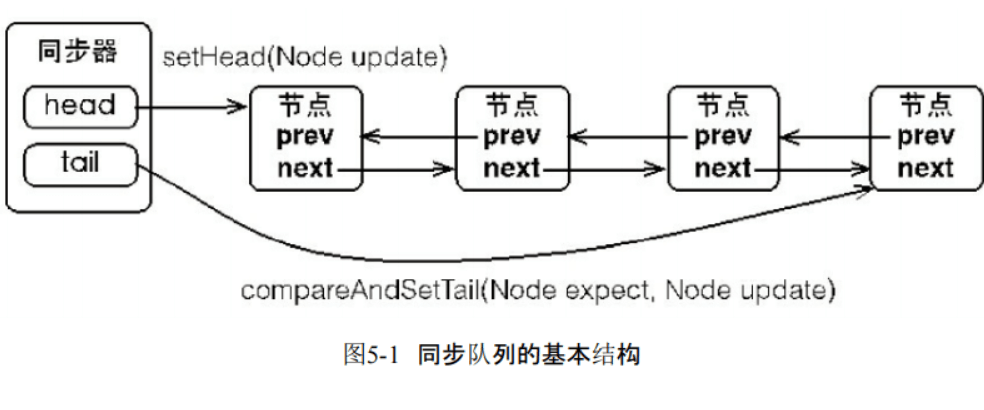 同步器
setHead(Node update)
head
tail
节点
prev
next
节点
prev
next
节点
prev
next
节点
prev
next
compareAndSetTail(Node expect, Node update)
图5-1 同步队列的基本结构